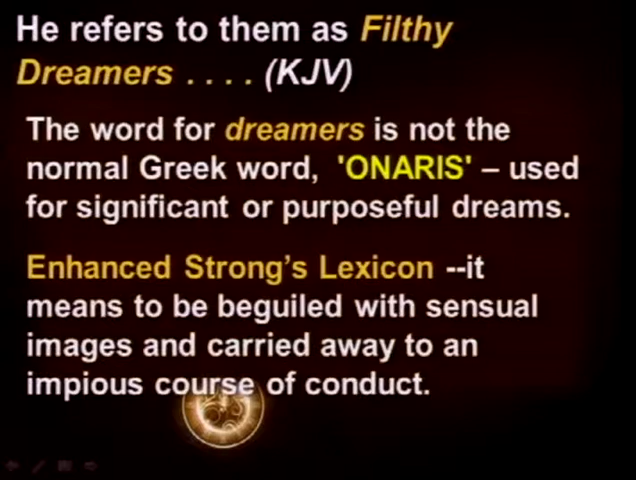 He refers to them as Filthy
Dreamers . . . . (KJV)
The word for dreamers is not the
normal Greek word, 'ONARIS' – used
for significant or purposeful dreams.
Enhanced Strong's Lexicon --it
means to be beguiled with sensual
images and carried away to an
impious course of conduct.